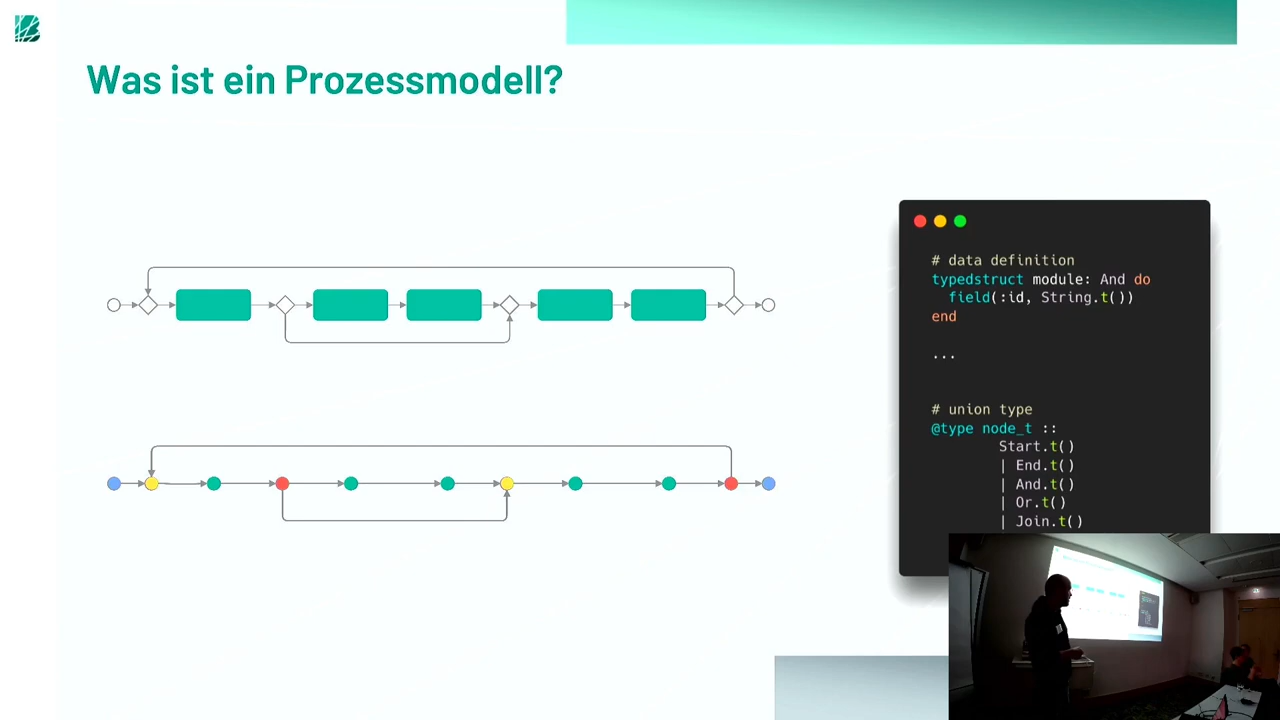 Was ist ein Prozessmodell?
# data definition
typedstruct module: And do
field(:id, String.t())
end
...
# union type
@type node_t ::
Start.t()
| End.t()
| And.t()
| Or.t()
| Join.t()